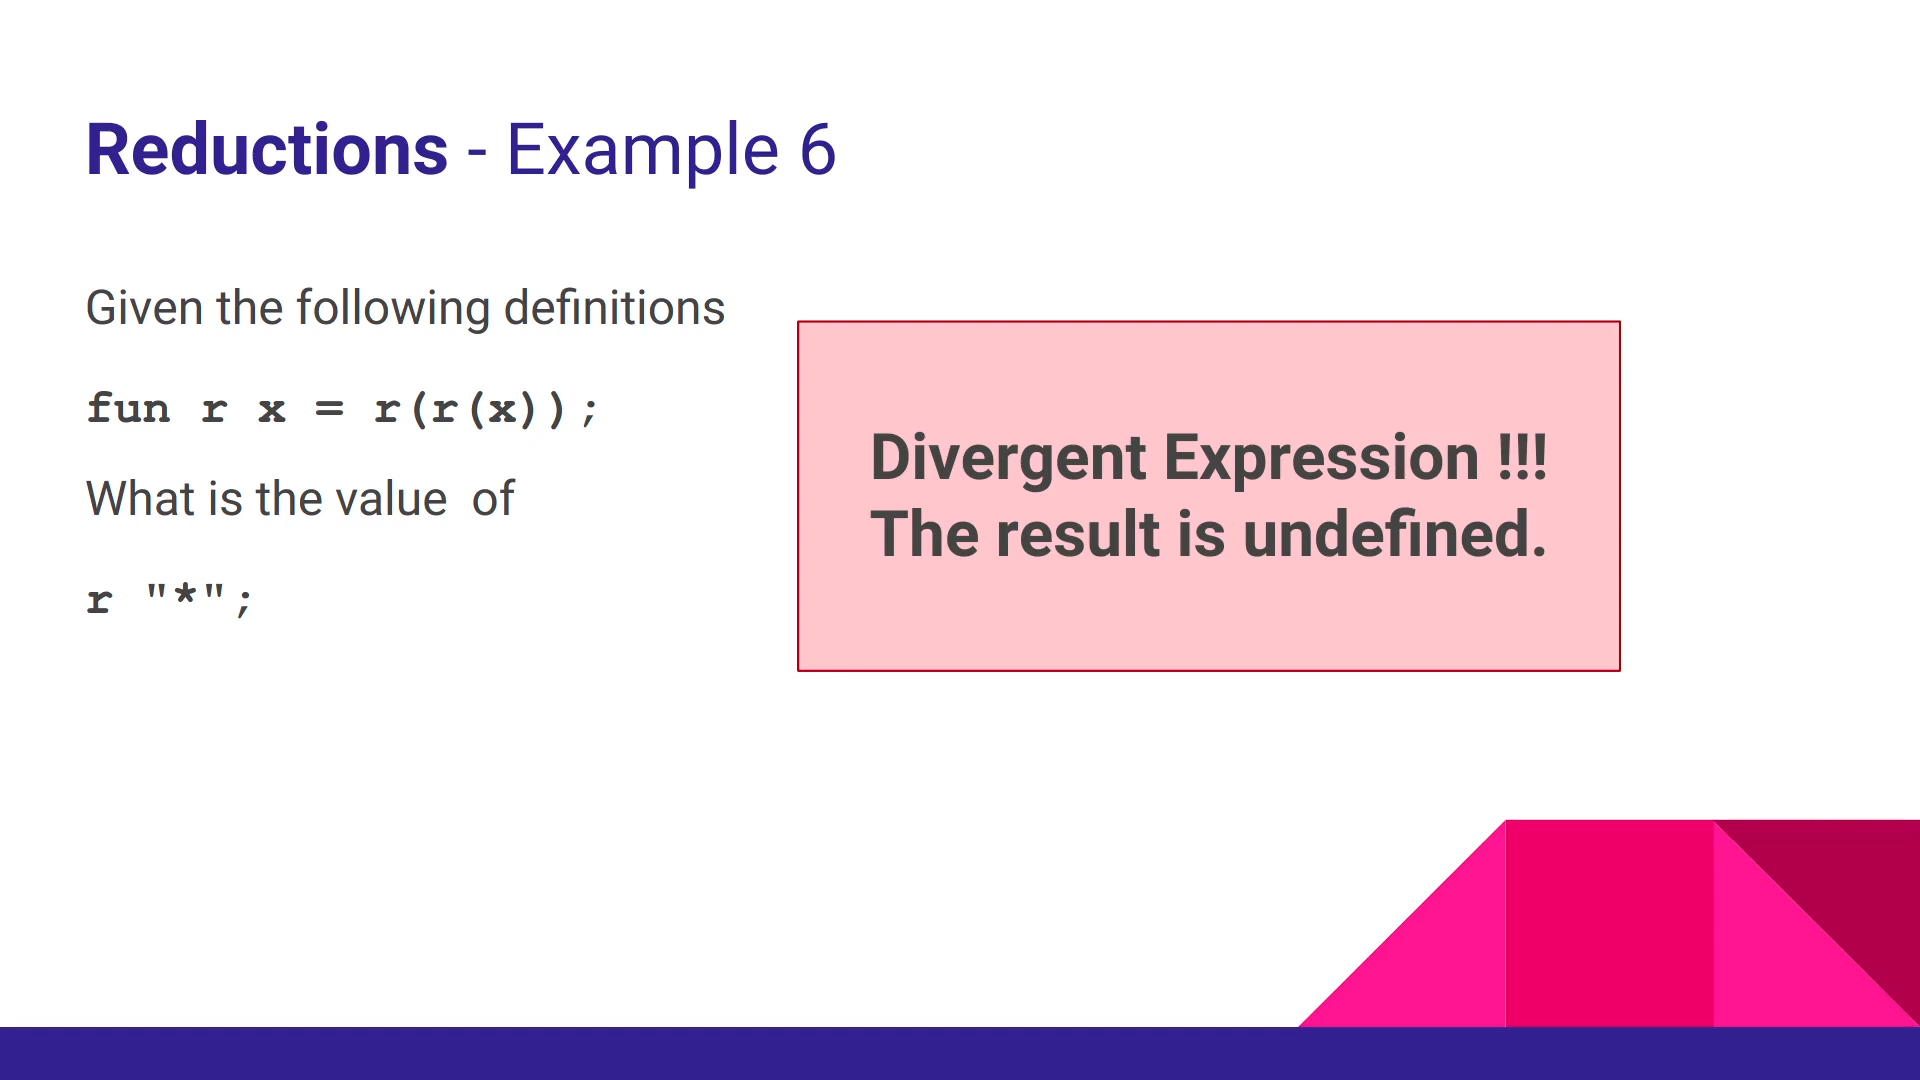 Reductions - Example 6
Given the following definitions
fun r x = r(r(x));
What is the value of
r "*";
Divergent Expression !!!
The result is undefined.